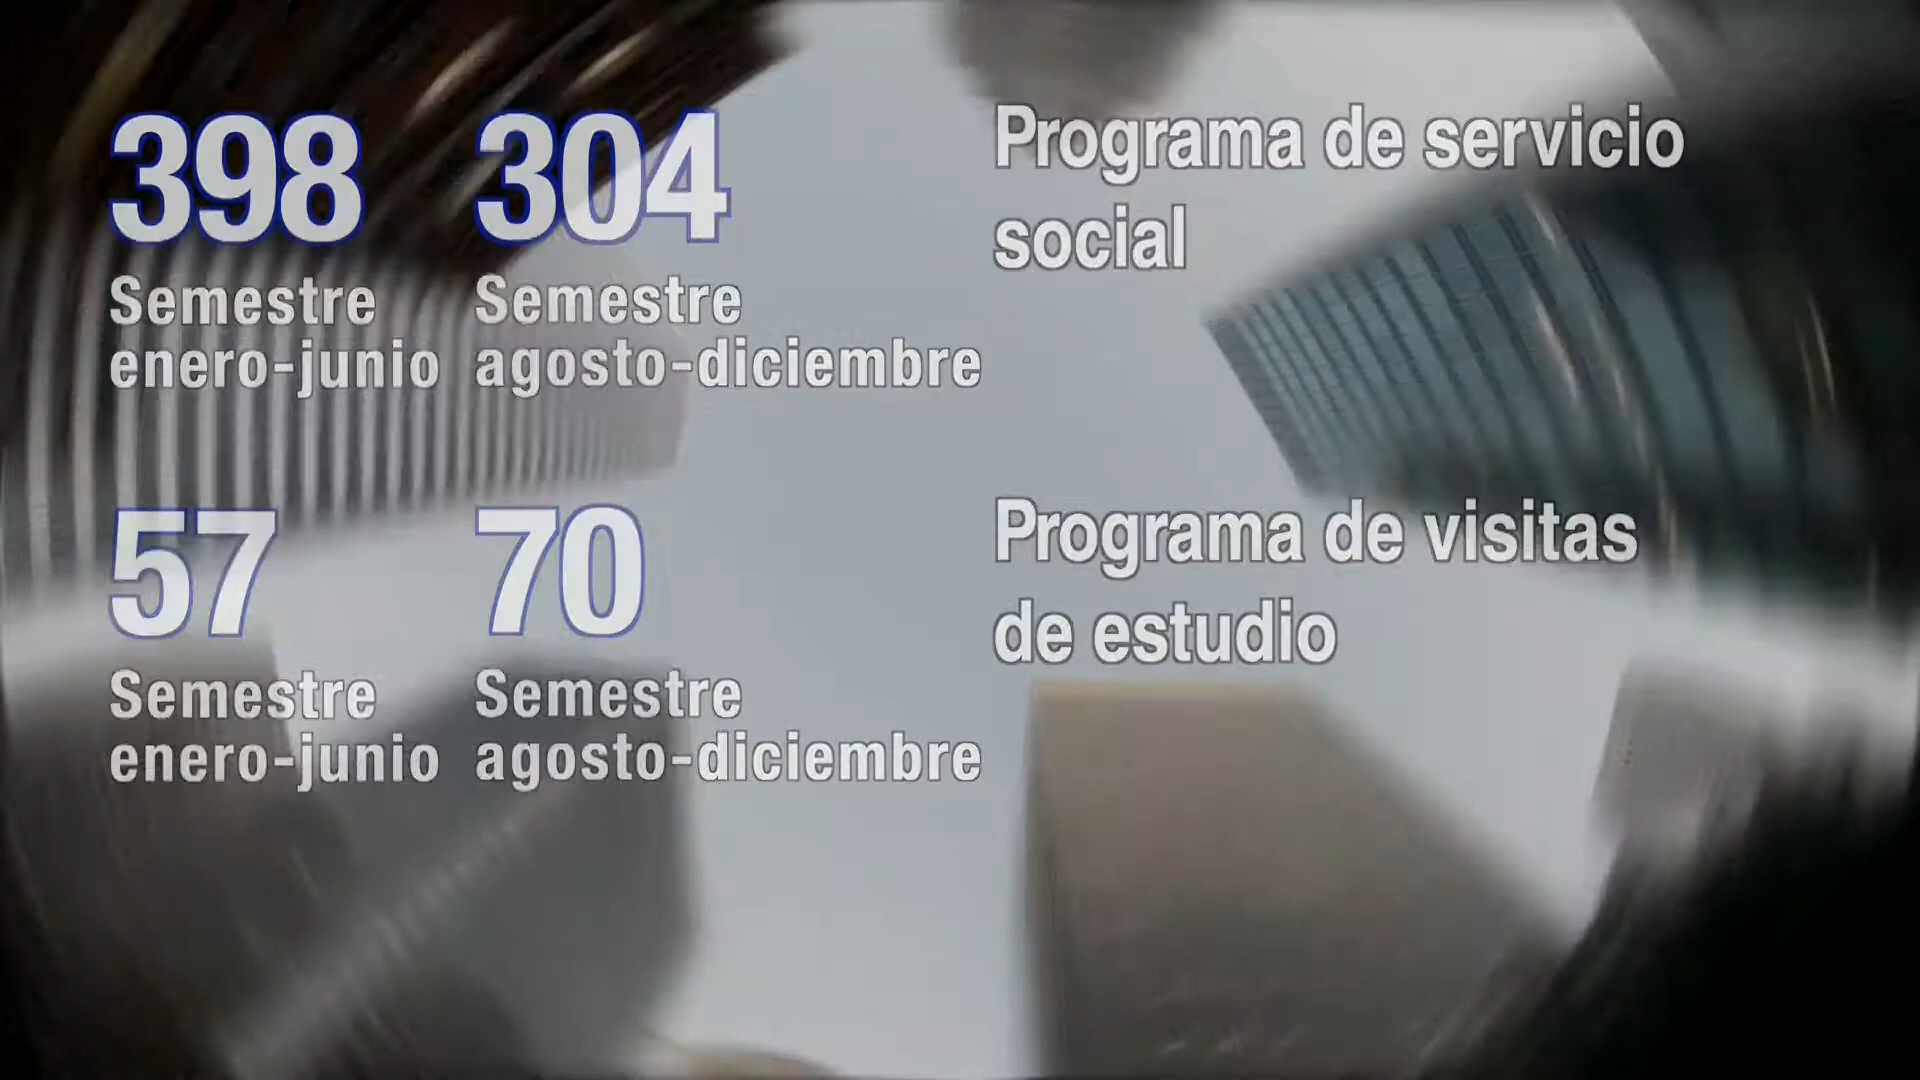 398
Semestre
enero-junio
304
Semestre
agosto-diciembre
Programa de servicio
social
57
Semestre
enero-junio
70
Semestre
agosto-diciembre
Programa de visitas
de estudio